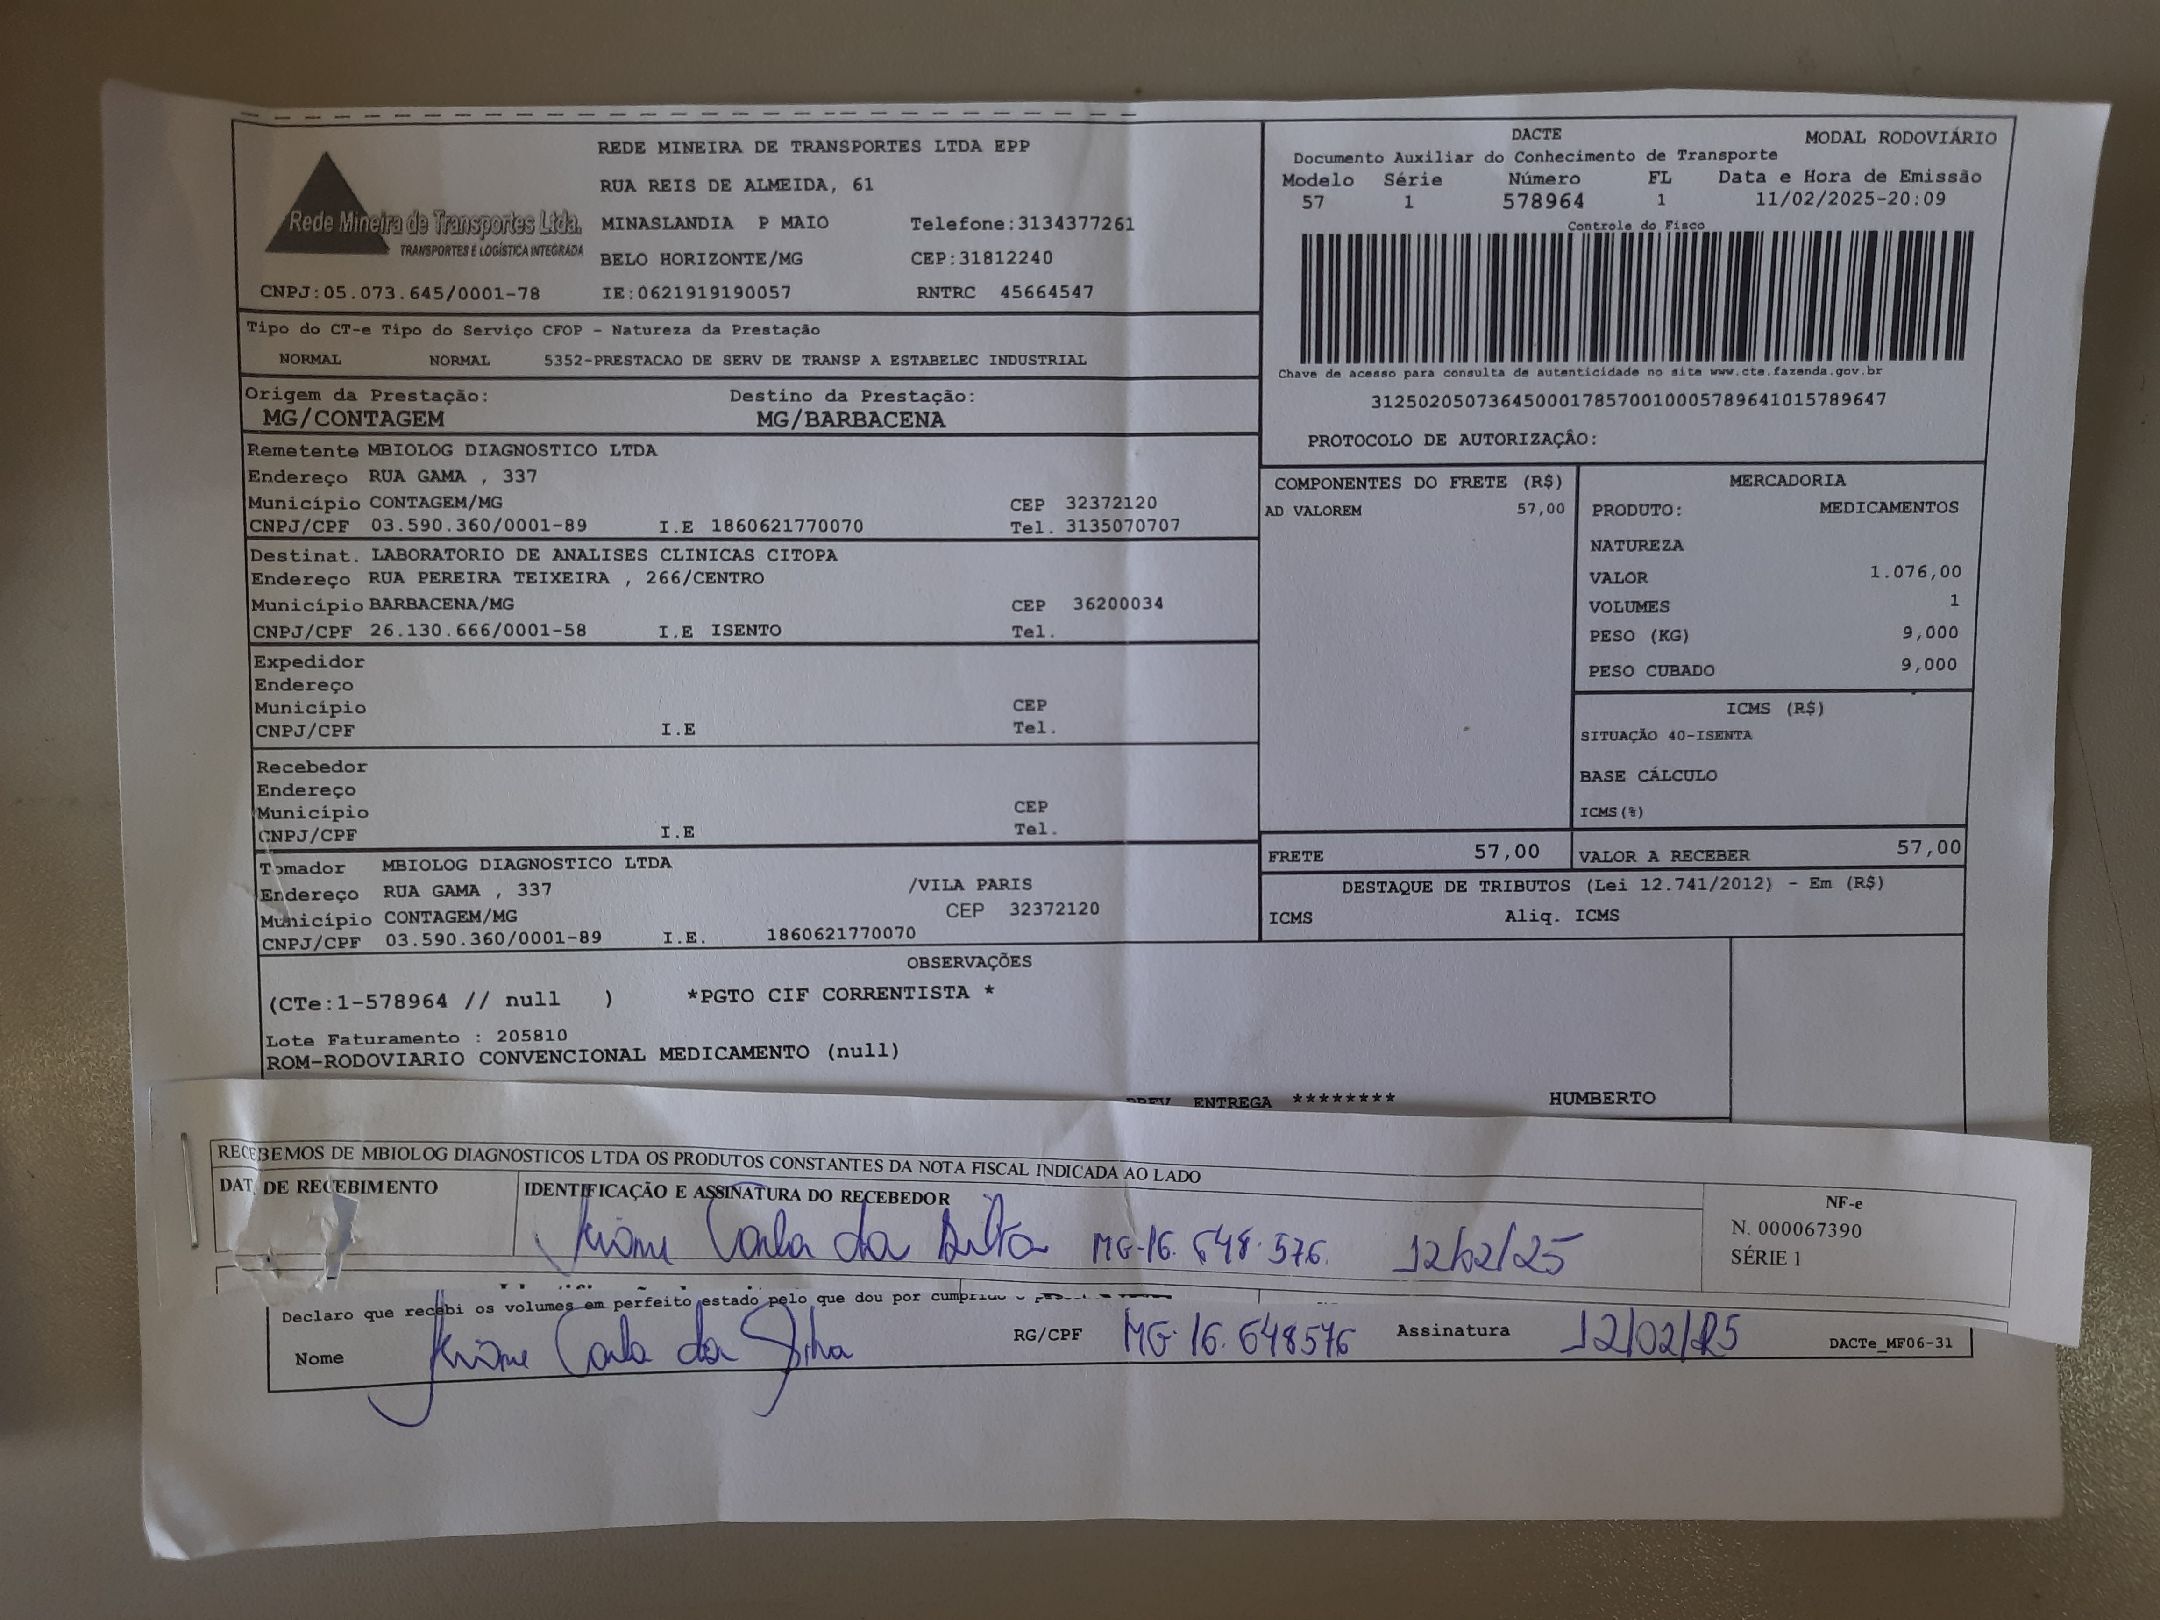 REDE MINEIRA DE TRANSPORTES LTDA EPP
RUA REIS DE ALMEIDA, 61
Rede Mineira de Transportes Ltda.
TRANSPORTES E LOGÍSTICA INTEGRADA
MINASLANDIA P MAIO Telefone:3134377261
BELO HORIZONTE/MG CEP:31812240
CNPJ:05.073.645/0001-78 IE:0621919190057 RNTRC 45664547
DACTE MODAL RODOVIÁRIO
Documento Auxiliar do Conhecimento de Transporte
Modelo Série Número FL Data e Hora de Emissão
57 1 578964 1 11/02/2025-20:09
Controle do Fisco
Chave de acesso para consulta de autenticidade no site www.cte.fazenda.gov.br
31250205073645000178570010005789641015789647
PROTOCOLO DE AUTORIZAÇÂO:
Tipo do CT-e Tipo do Serviço CFOP - Natureza da Prestação
NORMAL NORMAL 5352-PRESTACAO DE SERV DE TRANSP A ESTABELEC INDUSTRIAL
Origem da Prestação: Destino da Prestação:
MG/CONTAGEM MG/BARBACENA
Remetente MBIOLOG DIAGNOSTICO LTDA
Endereço RUA GAMA , 337
Município CONTAGEM/MG CEP 32372120
CNPJ/CPF 03.590.360/0001-89 I.E 1860621770070 Tel. 3135070707
Destinat. LABORATORIO DE ANALISES CLINICAS CITOPA
Endereço RUA PEREIRA TEIXEIRA , 266/CENTRO
Município BARBACENA/MG CEP 36200034
CNPJ/CPF 26.130.666/0001-58 I.E ISENTO Tel.
Expedidor
Endereço
Município CEP
CNPJ/CPF I.E Tel.
Recebedor
Endereço
Município CEP
CNPJ/CPF I.E Tel.
Tomador MBIOLOG DIAGNOSTICO LTDA
Endereço RUA GAMA , 337 /VILA PARIS
Município CONTAGEM/MG CEP 32372120
CNPJ/CPF 03.590.360/0001-89 I.E. 1860621770070
COMPONENTES DO FRETE (R$)
AD VALOREM 57,00
MERCADORIA
PRODUTO: MEDICAMENTOS
NATUREZA
VALOR 1.076,00
VOLUMES 1
PESO (KG) 9,000
PESO CUBADO 9,000
ICMS (R$)
SITUAÇÃO 40-ISENTA
BASE CÁLCULO
ICMS(%)
FRETE 57,00 VALOR A RECEBER 57,00
DESTAQUE DE TRIBUTOS (Lei 12.741/2012) - Em (R$)
ICMS Aliq. ICMS
OBSERVAÇÕES
(CTe:1-578964 // null ) *PGTO CIF CORRENTISTA *
Lote Faturamento : 205810
ROM-RODOVIARIO CONVENCIONAL MEDICAMENTO (null)
PREV ENTREGA ******** HUMBERTO
RECEBEMOS DE MBIOLOG DIAGNOSTICOS LTDA OS PRODUTOS CONSTANTES DA NOTA FISCAL INDICADA AO LADO
DAT DE RECEBIMENTO IDENTIFICAÇÃO E ASSINATURA DO RECEBEDOR NF-e
Carla da Silva MG-16.648.576. 12/02/25 N. 000067390
SÉRIE 1
Declaro que recebi os volumes em perfeito estado pelo que dou por cumprido o
Nome Carla da Silva RG/CPF MG-16.648576 Assinatura 12/02/25 DACTe_MF06-31